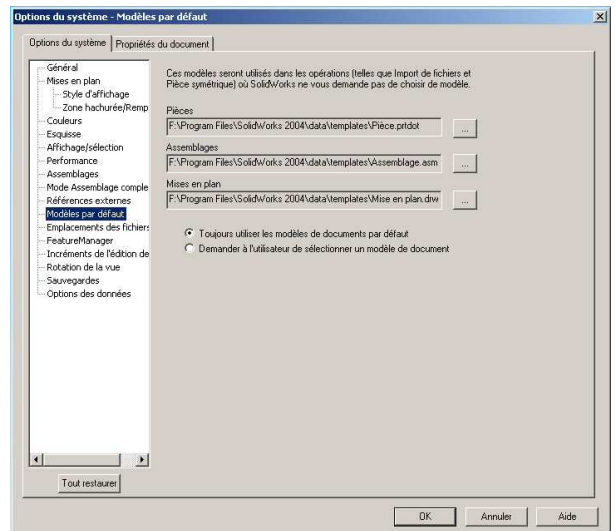 Options du système - Modèles par défaut
Options du système
Propriétés du document
Général
Mises en plan
Style d'affichage
Zone hachurée/Remp
Couleurs
Esquisse
Affichage/sélection
Performance
Assemblages
Mode Assemblage comple
Références externes
Modèles par défaut
Emplacements des fichiers
FeatureManager
Incréments de l'édition de
Rotation de la vue
Sauvegardes
Options des données
Tout restaurer
Ces modèles seront utilisés dans les opérations (telles que Import de fichiers et
Pièce symétrique) où SolidWorks ne vous demande pas de choisir de modèle.
Pièces
F:\Program Files\SolidWorks 2004\data\templates\Pièce.prtdot
...
Assemblages
F:\Program Files\SolidWorks 2004\data\templates\Assemblage.asm
...
Mises en plan
F:\Program Files\SolidWorks 2004\data\templates\Mise en plan.drw
...
Toujours utiliser les modèles de documents par défaut
Demander à l'utilisateur de sélectionner un modèle de document
OK
Annuler
Aide